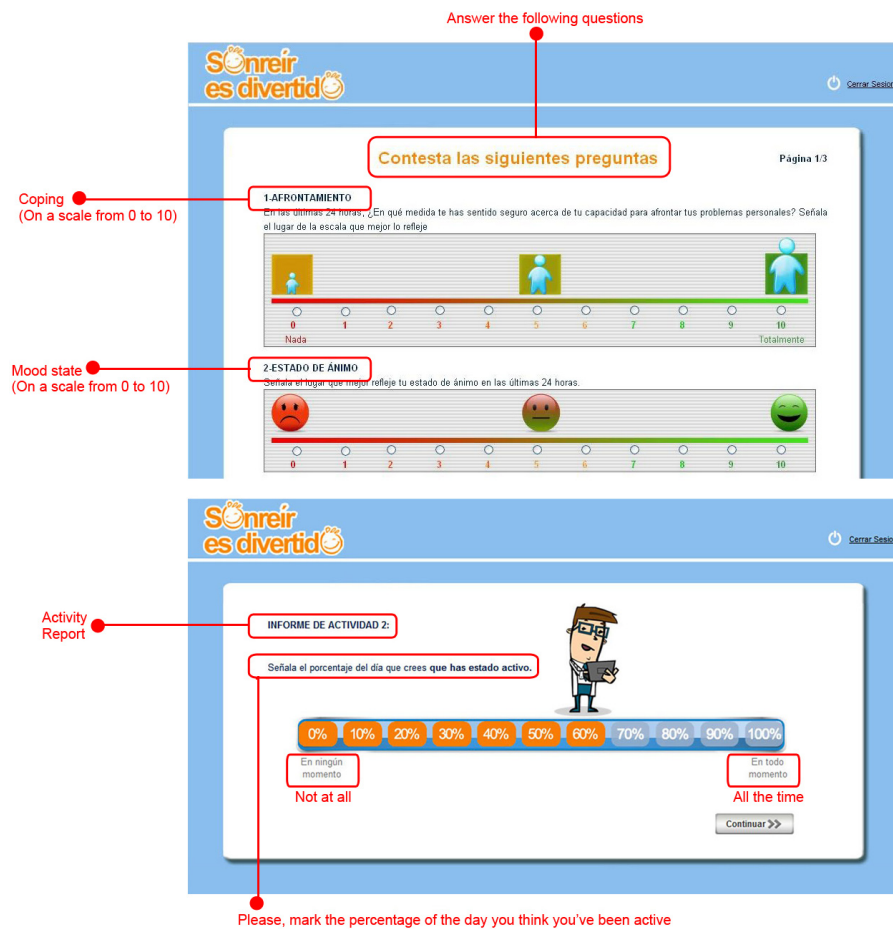 Answer the following questions
Sonreír
es divertido
Cerrar Sesion
Contesta las siguientes preguntas
Página 1/3
Coping
(On a scale from 0 to 10)
1-AFRONTAMIENTO
En las últimas 24 horas, ¿En qué medida te has sentido seguro acerca de tu capacidad para afrontar tus problemas personales? Señala
el lugar de la escala que mejor lo refleje
0 1 2 3 4 5 6 7 8 9 10
Nada Totalmente
Mood state
(On a scale from 0 to 10)
2-ESTADO DE ÁNIMO
Señala el lugar que mejor refleje tu estado de ánimo en las últimas 24 horas.
0 1 2 3 4 5 6 7 8 9 10
Sonreír
es divertido
Cerrar Sesion
Activity
Report
INFORME DE ACTIVIDAD 2:
Señala el porcentaje del día que crees que has estado activo.
0% 10% 20% 30% 40% 50% 60% 70% 80% 90% 100%
En ningún
momento
En todo
momento
Not at all
All the time
Continuar >>
Please, mark the percentage of the day you think you've been active